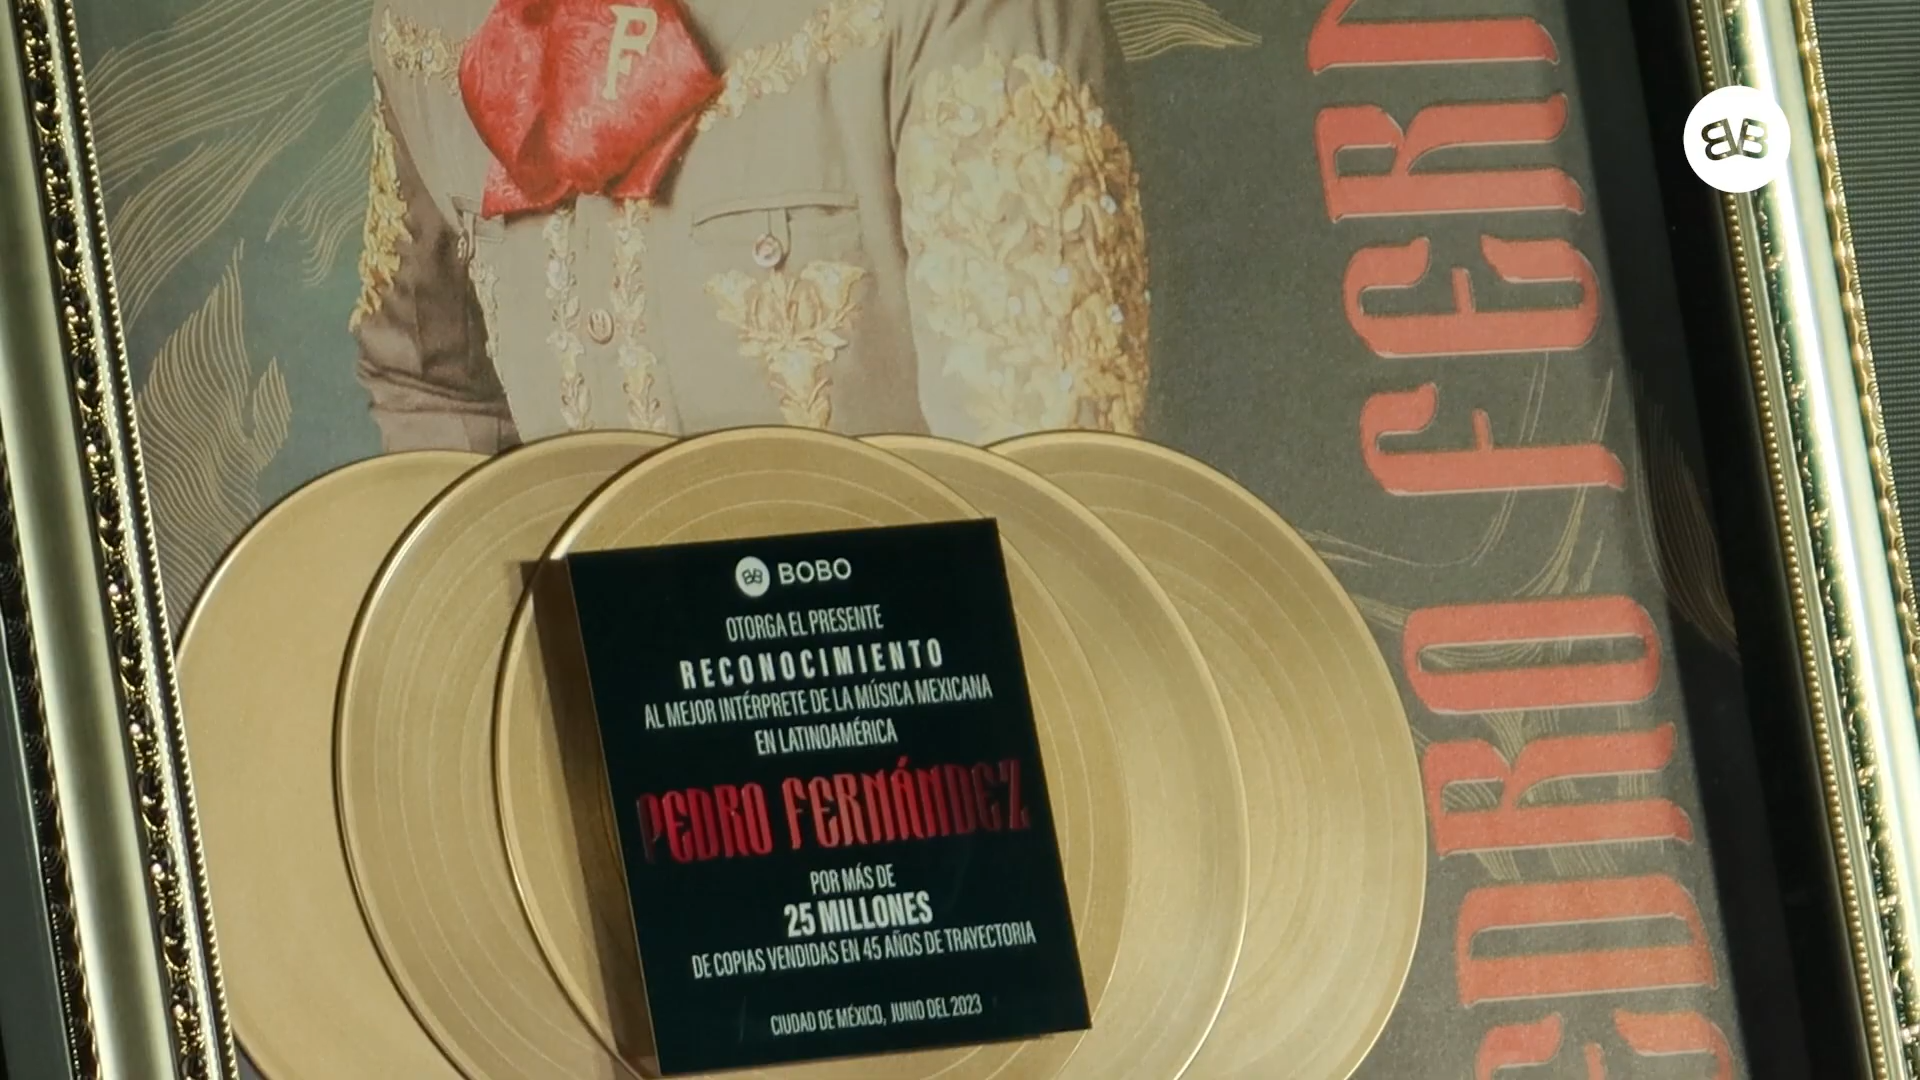 PF
BOBO
OTORGA EL PRESENTE
RECONOCIMIENTO
AL MEJOR INTÉRPRETE DE LA MÚSICA MEXICANA
EN LATINOAMÉRICA
PEDRO FERNÁNDEZ
POR MÁS DE
25 MILLONES
DE COPIAS VENDIDAS EN 45 AÑOS DE TRAYECTORIA
CIUDAD DE MÉXICO, JUNIO DEL 2023